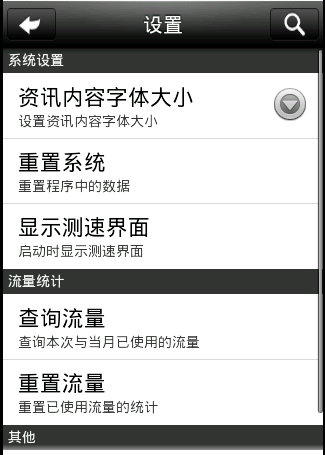 设置
系统设置
资讯内容字体大小
设置资讯内容字体大小
重置系统
重置程序中的数据
显示测速界面
启动时显示测速界面
流量统计
查询流量
查询本次与当月已使用的流量
重置流量
重置已使用流量的统计
其他